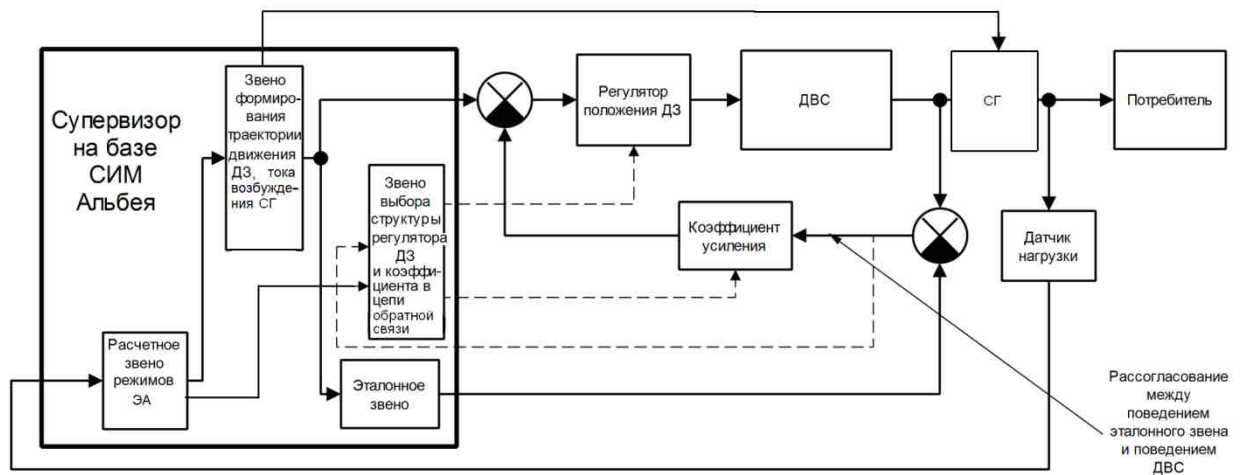 Супервизор
на базе
СИМ
Альбея
Звено
формиро-
вания
траектории
движения
ДЗ, тока
возбужде-
ния СГ
Звено
выбора
структуры
регулятора
ДЗ
и коэффи-
циента в
цепи
обратной
связи
Расчетное
звено
режимов
ЭА
Эталонное
звено
Регулятор
положения ДЗ
ДВС
СГ
Потребитель
Коэффициент
усиления
Датчик
нагрузки
Рассогласование
между
поведением
эталонного звена
и поведением
ДВС